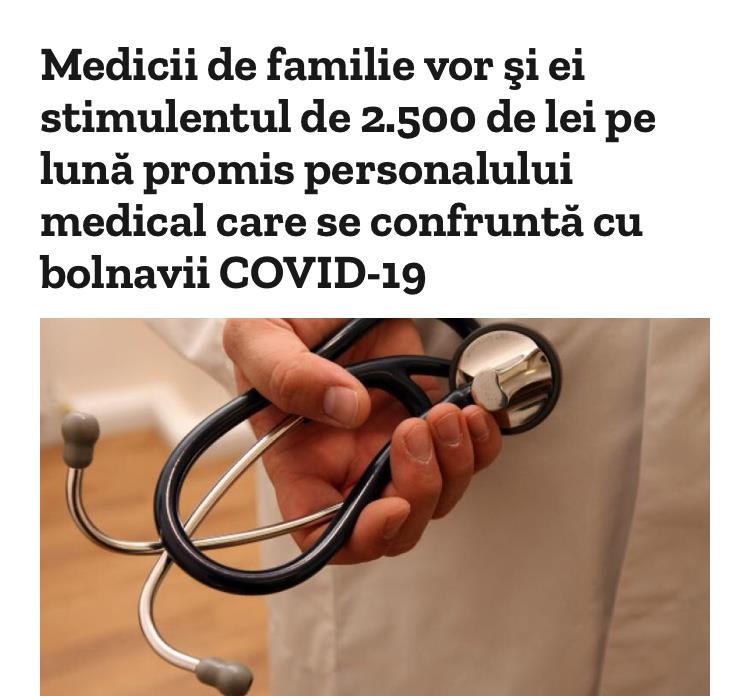 Medicii de familie vor şi ei
stimulentul de 2.500 de lei pe
lună promis personalului
medical care se confruntă cu
bolnavii COVID-19